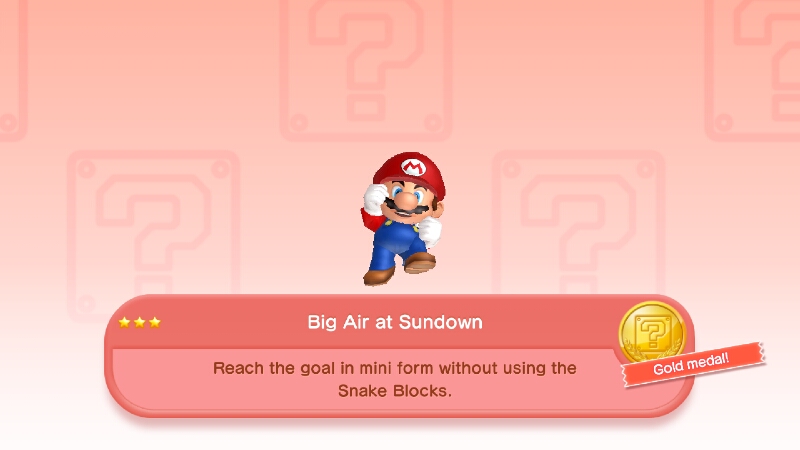 Big Air at Sundown
Reach the goal in mini form without using the
Snake Blocks.
Gold medal!